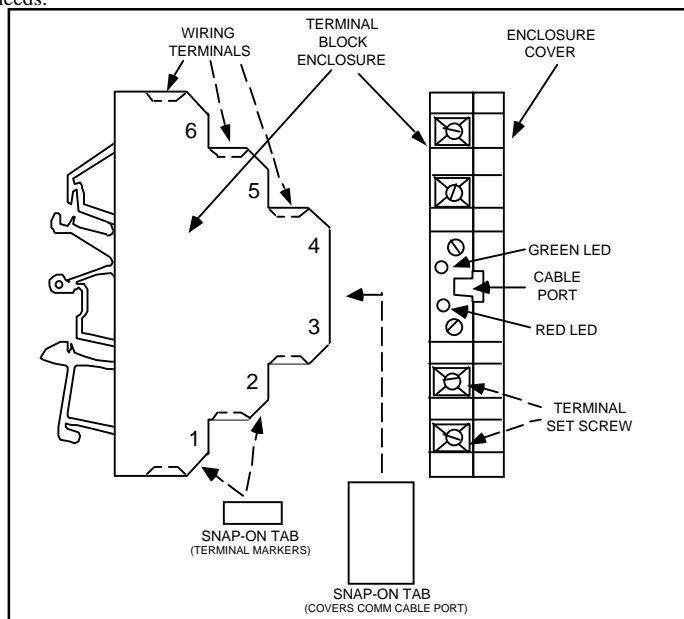 needs.
WIRING
TERMINALS
TERMINAL
BLOCK
ENCLOSURE
ENCLOSURE
COVER
6
5
4
3
2
1
GREEN LED
CABLE
PORT
RED LED
TERMINAL
SET SCREW
SNAP-ON TAB
(TERMINAL MARKERS)
SNAP-ON TAB
(COVERS COMM CABLE PORT)